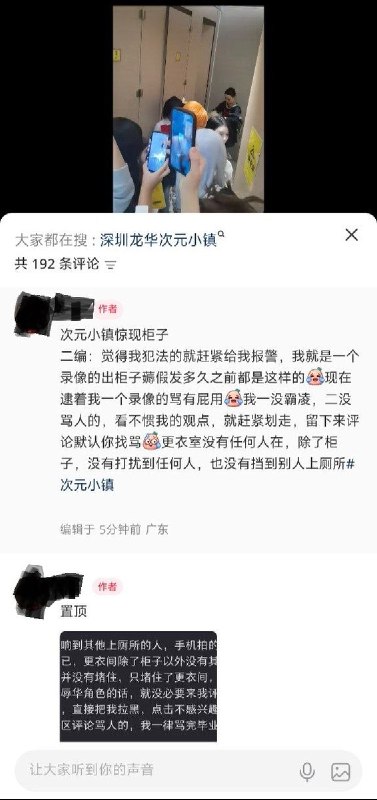 大家都在搜：深圳龙华次元小镇
共 192 条评论
作者
次元小镇惊现柜子
二编：觉得我犯法的就赶紧给我报警，我就是一个
录像的出柜子薅假发多久之前都是这样的现在
逮着我一个录像的骂有屁用我一没霸凌，二没
骂人的，看不惯我的观点，就赶紧划走，留下来评
论默认你找骂更衣室没有任何人在，除了柜
子，没有打扰到任何人，也没有挡到别人上厕所#
次元小镇
编辑于 5分钟前 广东
作者
置顶
响到其他上厕所的人，手机拍的
已，更衣间除了柜子以外没有其
并没有堵住，只堵住了更衣间，
辱华角色的话，就没必要来我评
，直接把我拉黑，点击不感兴趣
区评论骂人的，我一律骂完毕业
让大家听到你的声音